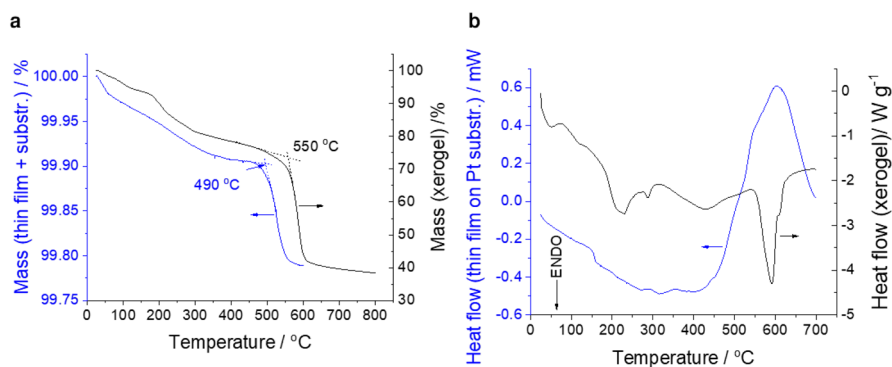 a
Mass (thin film + substr.) / %
100.00
99.95
99.90
99.85
99.80
99.75
550 °C
490 °C
100
90
80
70
60
50
40
30
Mass (xerogel) /%
0 100 200 300 400 500 600 700 800
Temperature / °C
b
Heat flow (thin film on Pt substr.) / mW
0.6
0.4
0.2
0.0
-0.2
-0.4
-0.6
ENDO
0
-1
-2
-3
-4
-5
Heat flow (xerogel)/ W g-1
0 100 200 300 400 500 600 700
Temperature / °C